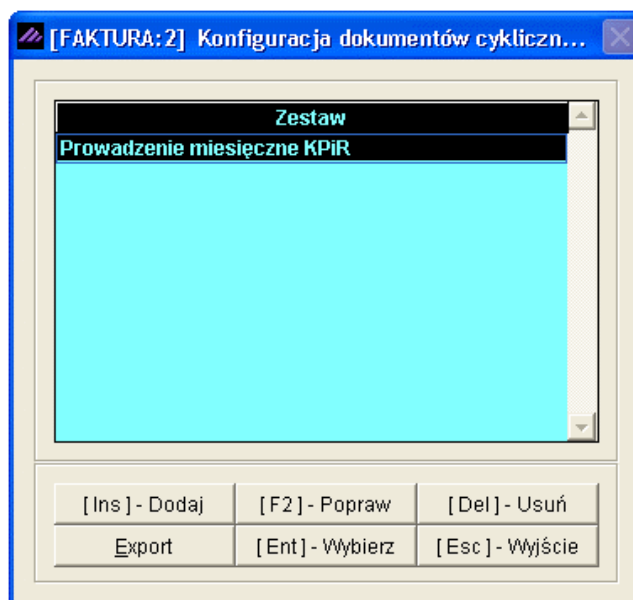 [FAKTURA:2] Konfiguracja dokumentów cykliczn...
Zestaw
Prowadzenie miesięczne KPiR
[Ins] - Dodaj [F2] - Popraw [Del] - Usuń
Export [Ent] - Wybierz [Esc] - Wyjście